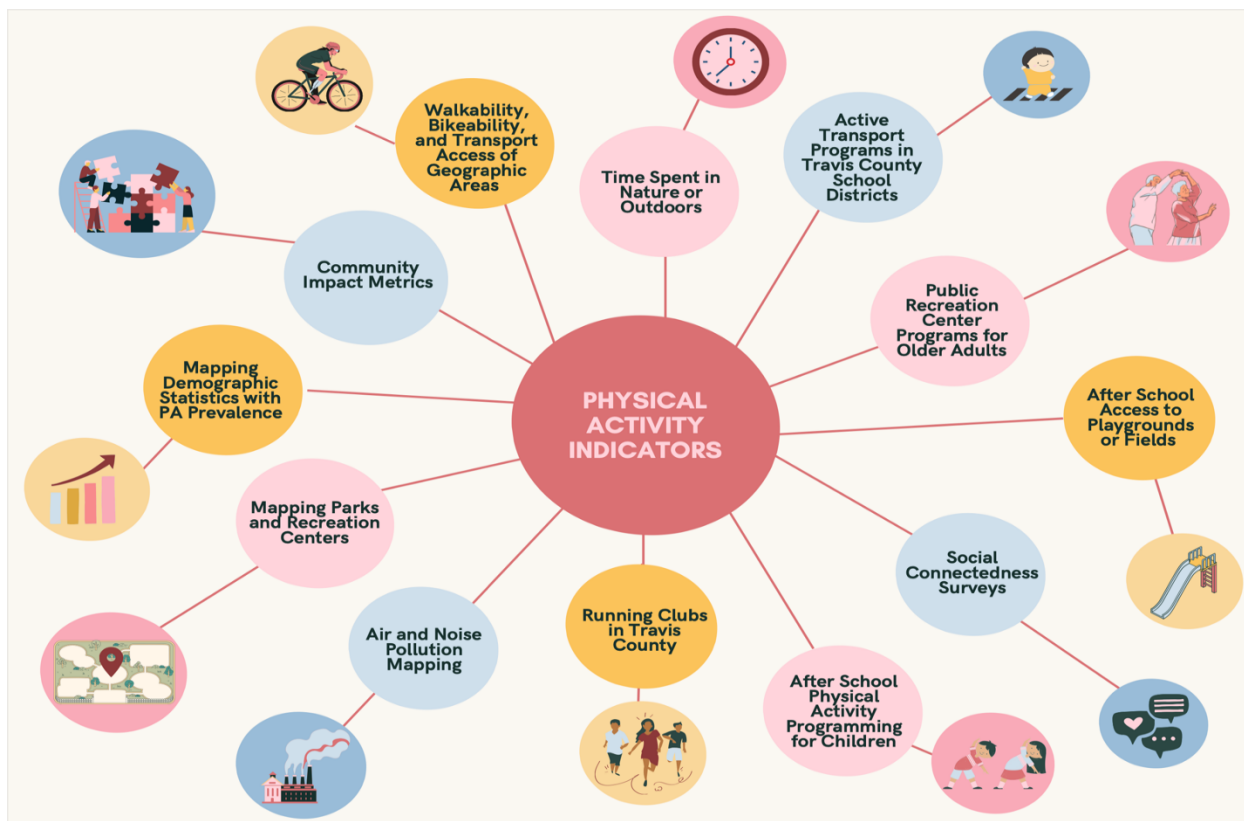 Walkability,
Bikeability,
and Transport
Access of
Geographic
Areas
Time Spent in
Nature or
Outdoors
Active
Transport
Programs in
Travis County
School
Districts
Community
Impact Metrics
Public
Recreation
Center
Programs for
Older Adults
Mapping
Demographic
Statistics with
PA Prevalence
PHYSICAL
ACTIVITY
INDICATORS
After School
Access to
Playgrounds
or Fields
Mapping Parks
and Recreation
Centers
Social
Connectedness
Surveys
Air and Noise
Pollution
Mapping
Running Clubs
in Travis
County
After School
Physical
Activity
Programming
for Children